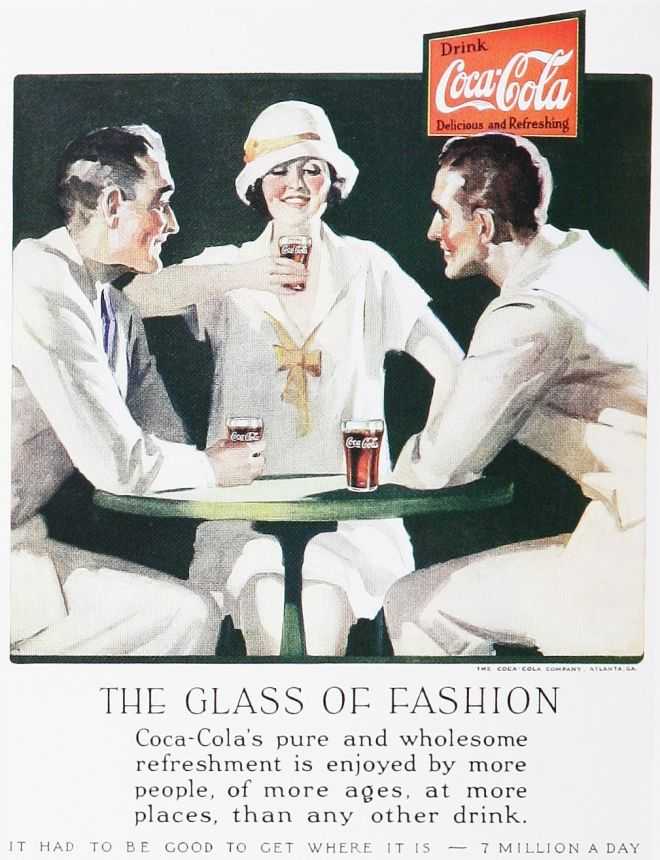 Drink
Coca-Cola
Delicious and Refreshing
Coca-Cola
Coca-Cola
Coca-Cola
THE COCA-COLA COMPANY, ATLANTA, GA.
THE GLASS OF FASHION
Coca-Cola's pure and wholesome
refreshment is enjoyed by more
people, of more ages, at more
places, than any other drink.
IT HAD TO BE GOOD TO GET WHERE IT IS — 7 MILLION A DAY